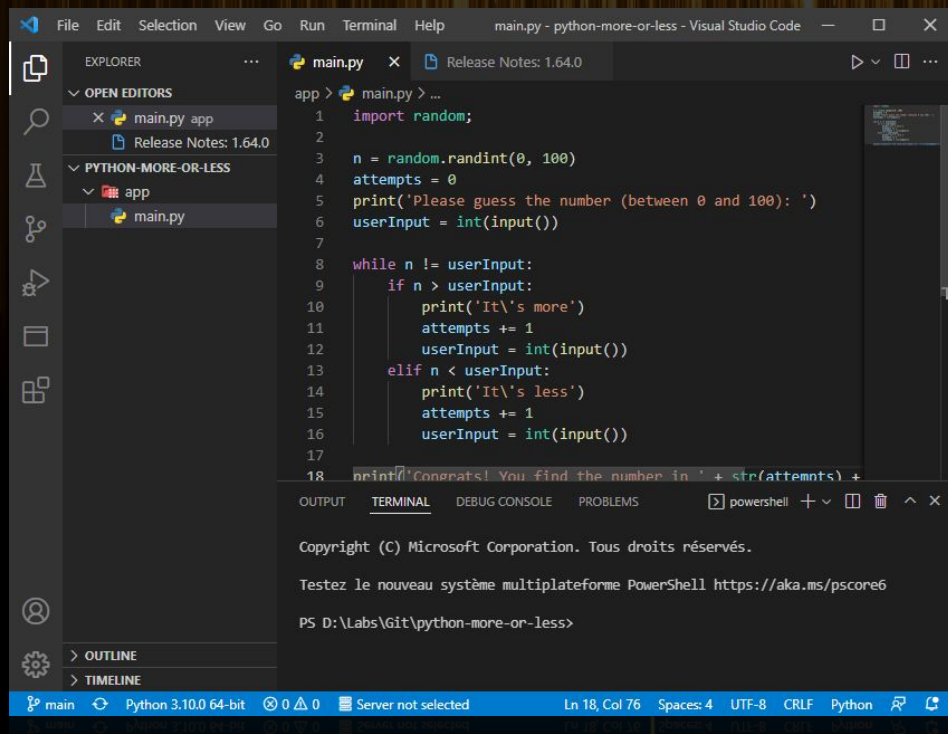 File Edit Selection View Go Run Terminal Help main.py - python-more-or-less - Visual Studio Code
EXPLORER
OPEN EDITORS
main.py app
Release Notes: 1.64.0
PYTHON-MORE-OR-LESS
app
main.py
OUTLINE
TIMELINE
main.py Release Notes: 1.64.0
app > main.py > ...
1 import random;
2
3 n = random.randint(0, 100)
4 attempts = 0
5 print('Please guess the number (between 0 and 100): ')
6 userInput = int(input())
7
8 while n != userInput:
9 if n > userInput:
10 print('It\'s more')
11 attempts += 1
12 userInput = int(input())
13 elif n < userInput:
14 print('It\'s less')
15 attempts += 1
16 userInput = int(input())
17
18 print('Congrats! You find the number in ' + str(attempts) +
OUTPUT TERMINAL DEBUG CONSOLE PROBLEMS powershell
Copyright (C) Microsoft Corporation. Tous droits réservés.
Testez le nouveau système multiplateforme PowerShell https://aka.ms/pscore6
PS D:\Labs\Git\python-more-or-less>
main Python 3.10.0 64-bit 0 0 Server not selected Ln 18, Col 76 Spaces: 4 UTF-8 CRLF Python